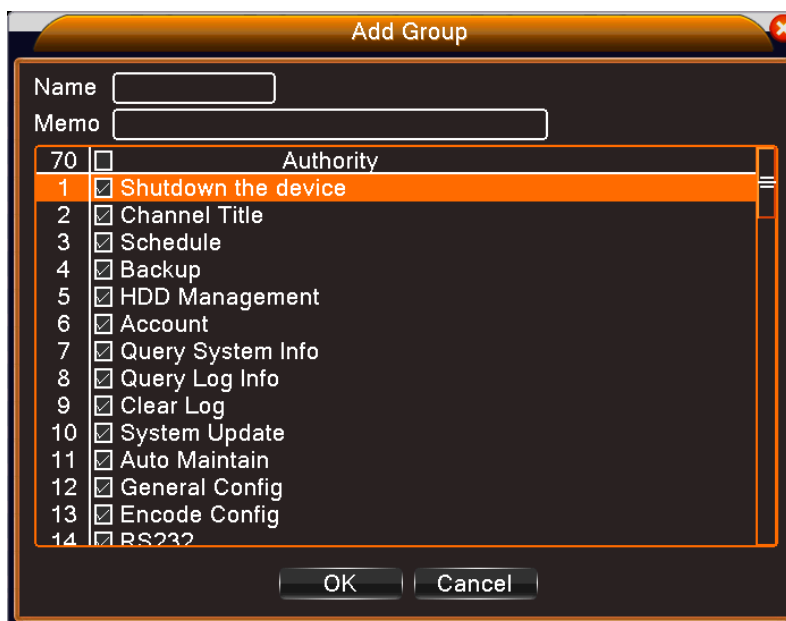 Add Group
Name
Memo
70 Authority
1 Shutdown the device
2 Channel Title
3 Schedule
4 Backup
5 HDD Management
6 Account
7 Query System Info
8 Query Log Info
9 Clear Log
10 System Update
11 Auto Maintain
12 General Config
13 Encode Config
14 RS232
OK Cancel